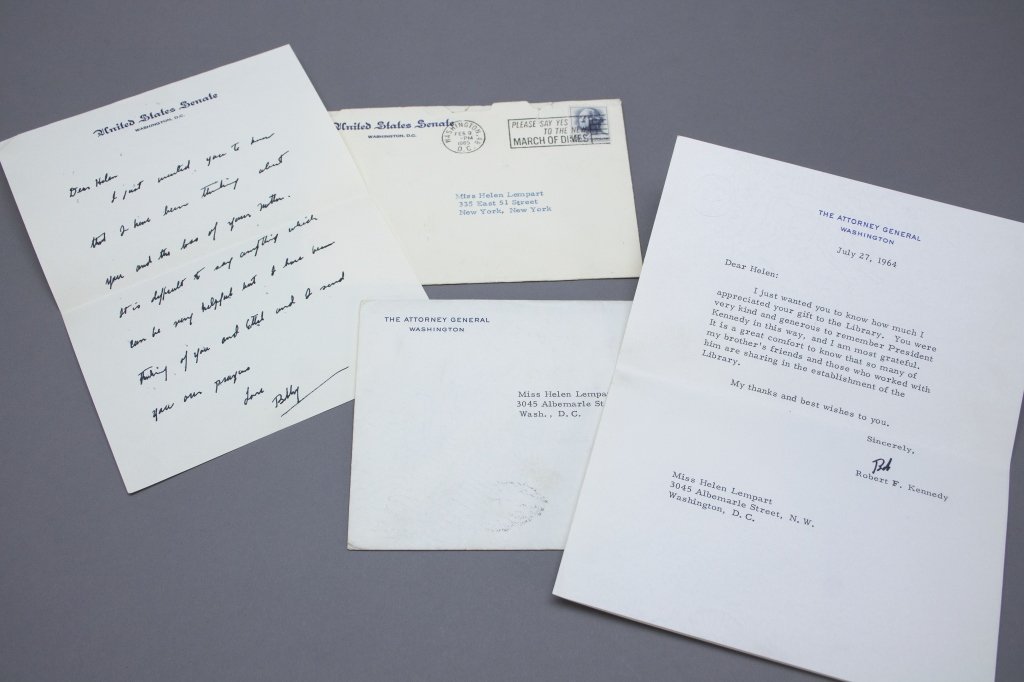 United States Senate
WASHINGTON, D.C.
Dear Helen
I just wanted you to know
that I have been thinking about
you and the loss of your mother.
It is difficult to say anything which
can be very helpful but I have been
thinking of you and Ethel and I send
you our prayers
Love
Bobby
United States Senate
WASHINGTON, D.C.
WASHINGTON
FEB 9
PM
1965
D.C.
PLEASE SAY YES
TO THE NEW
MARCH OF DIMES
Miss Helen Lempart
335 East 51 Street
New York, New York
THE ATTORNEY GENERAL
WASHINGTON
Miss Helen Lempa
3045 Albemarle St
Wash., D. C.
THE ATTORNEY GENERAL
WASHINGTON
July 27, 1964
Dear Helen:
I just wanted you to know how much I
appreciated your gift to the Library. You were
very kind and generous to remember President
Kennedy in this way, and I am most grateful.
It is a great comfort to know that so many of
my brother's friends and those who worked with
him are sharing in the establishment of the
Library.
My thanks and best wishes to you.
Sincerely,
Bob
Robert F. Kennedy
Miss Helen Lempart
3045 Albemarle Street, N. W.
Washington, D. C.